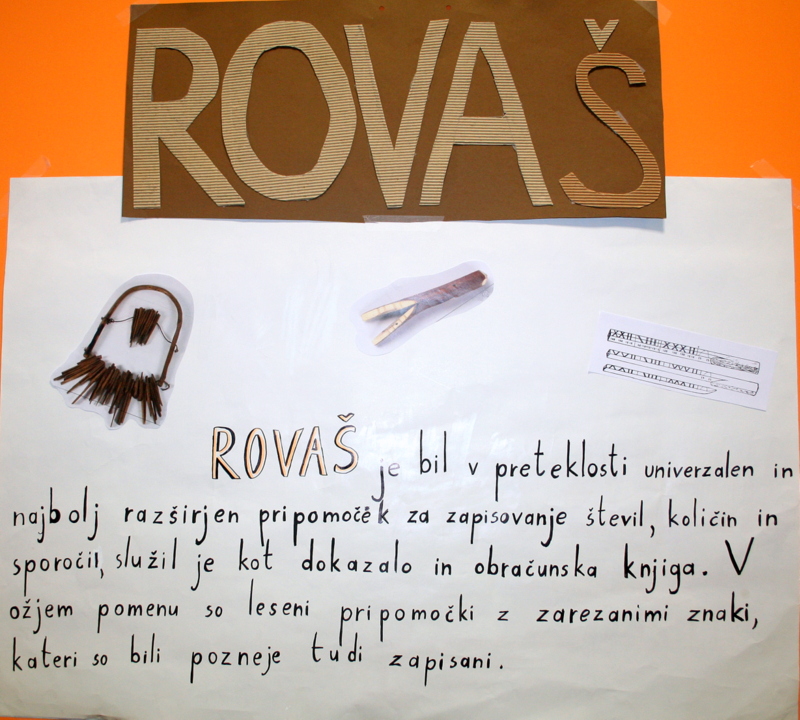 ROVAŠ
ROVAŠ je bil v preteklosti univerzalen in
najbolj razširjen pripomoček za zapisovanje števil, količin in
sporočil, služil je kot dokazalo in obračunska knjiga. V
ožjem pomenu so leseni pripomočki z zarezanimi znaki,
kateri so bili pozneje tudi zapisani.